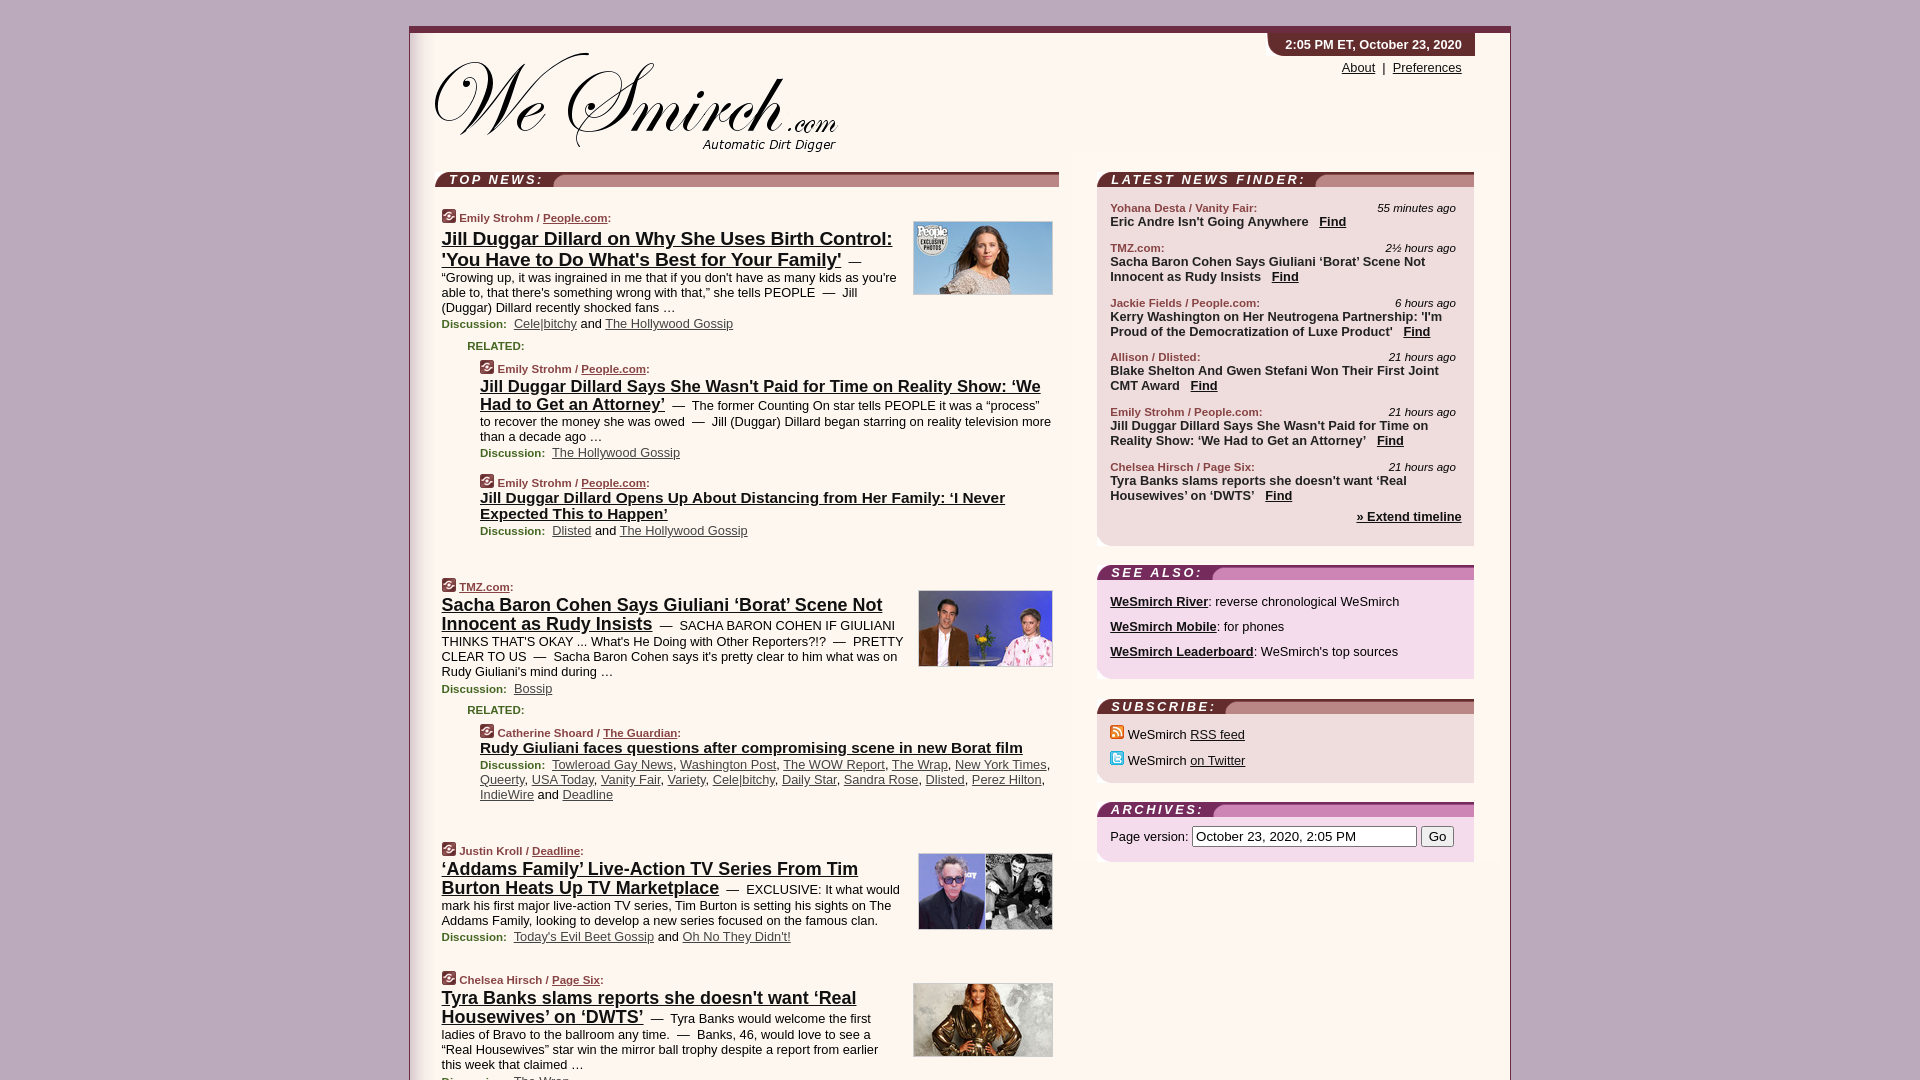 2:05 PM ET, October 23, 2020
About | Preferences
We Smirch.com
Automatic Dirt Digger
TOP NEWS:
Emily Strohm / People.com:
Jill Duggar Dillard on Why She Uses Birth Control:
'You Have to Do What's Best for Your Family' —
“Growing up, it was ingrained in me that if you don't have as many kids as you're
able to, that there's something wrong with that,” she tells PEOPLE — Jill
(Duggar) Dillard recently shocked fans …
Discussion: Cele|bitchy and The Hollywood Gossip
People
EXCLUSIVE
PHOTOS
RELATED:
Emily Strohm / People.com:
Jill Duggar Dillard Says She Wasn't Paid for Time on Reality Show: ‘We
Had to Get an Attorney’ — The former Counting On star tells PEOPLE it was a “process”
to recover the money she was owed — Jill (Duggar) Dillard began starring on reality television more
than a decade ago …
Discussion: The Hollywood Gossip
Emily Strohm / People.com:
Jill Duggar Dillard Opens Up About Distancing from Her Family: ‘I Never
Expected This to Happen’
Discussion: Dlisted and The Hollywood Gossip
TMZ.com:
Sacha Baron Cohen Says Giuliani ‘Borat’ Scene Not
Innocent as Rudy Insists — SACHA BARON COHEN IF GIULIANI
THINKS THAT'S OKAY ... What's He Doing with Other Reporters?!? — PRETTY
CLEAR TO US — Sacha Baron Cohen says it's pretty clear to him what was on
Rudy Giuliani's mind during …
Discussion: Bossip
RELATED:
Catherine Shoard / The Guardian:
Rudy Giuliani faces questions after compromising scene in new Borat film
Discussion: Towleroad Gay News, Washington Post, The WOW Report, The Wrap, New York Times,
Queerty, USA Today, Vanity Fair, Variety, Cele|bitchy, Daily Star, Sandra Rose, Dlisted, Perez Hilton,
IndieWire and Deadline
Justin Kroll / Deadline:
‘Addams Family’ Live-Action TV Series From Tim
Burton Heats Up TV Marketplace — EXCLUSIVE: It what would
mark his first major live-action TV series, Tim Burton is setting his sights on The
Addams Family, looking to develop a new series focused on the famous clan.
Discussion: Today's Evil Beet Gossip and Oh No They Didn't!
Chelsea Hirsch / Page Six:
Tyra Banks slams reports she doesn't want ‘Real
Housewives’ on ‘DWTS’ — Tyra Banks would welcome the first
ladies of Bravo to the ballroom any time. — Banks, 46, would love to see a
“Real Housewives” star win the mirror ball trophy despite a report from earlier
this week that claimed …
Discussion: The Wrap
LATEST NEWS FINDER:
Yohana Desta / Vanity Fair: 55 minutes ago
Eric Andre Isn't Going Anywhere Find
TMZ.com: 2½ hours ago
Sacha Baron Cohen Says Giuliani ‘Borat’ Scene Not
Innocent as Rudy Insists Find
Jackie Fields / People.com: 6 hours ago
Kerry Washington on Her Neutrogena Partnership: 'I'm
Proud of the Democratization of Luxe Product' Find
Allison / Dlisted: 21 hours ago
Blake Shelton And Gwen Stefani Won Their First Joint
CMT Award Find
Emily Strohm / People.com: 21 hours ago
Jill Duggar Dillard Says She Wasn't Paid for Time on
Reality Show: ‘We Had to Get an Attorney’ Find
Chelsea Hirsch / Page Six: 21 hours ago
Tyra Banks slams reports she doesn't want ‘Real
Housewives’ on ‘DWTS’ Find
» Extend timeline
SEE ALSO:
WeSmirch River: reverse chronological WeSmirch
WeSmirch Mobile: for phones
WeSmirch Leaderboard: WeSmirch's top sources
SUBSCRIBE:
WeSmirch RSS feed
WeSmirch on Twitter
ARCHIVES:
Page version: October 23, 2020, 2:05 PM Go